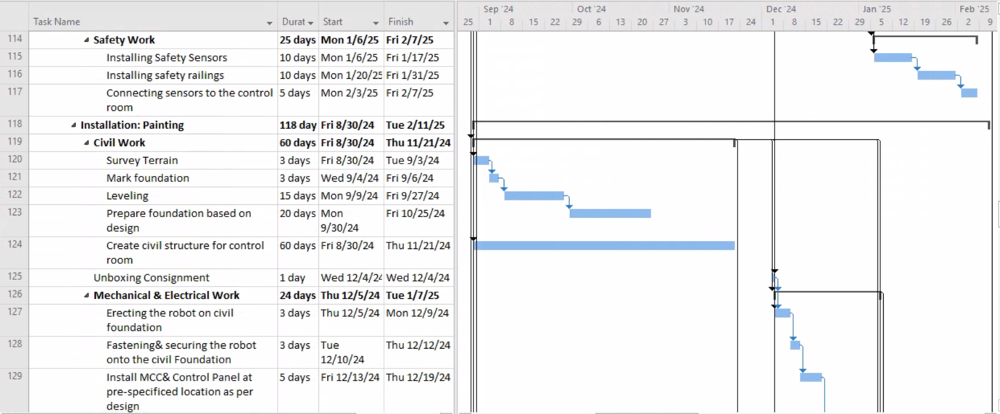 Task Name Durat Start Finish
Sep '24 Oct '24 Nov '24 Dec '24 Jan '25 Feb '25
25 1 8 15 22 29 6 13 20 27 3 10 17 24 1 8 15 22 29 5 12 19 26 2 9
114 Safety Work 25 days Mon 1/6/25 Fri 2/7/25
115 Installing Safety Sensors 10 days Mon 1/6/25 Fri 1/17/25
116 Installing safety railings 10 days Mon 1/20/25 Fri 1/31/25
117 Connecting sensors to the control 5 days Mon 2/3/25 Fri 2/7/25
room
118 Installation: Painting 118 day Fri 8/30/24 Tue 2/11/25
119 Civil Work 60 days Fri 8/30/24 Thu 11/21/24
120 Survey Terrain 3 days Fri 8/30/24 Tue 9/3/24
121 Mark foundation 3 days Wed 9/4/24 Fri 9/6/24
122 Leveling 15 days Mon 9/9/24 Fri 9/27/24
123 Prepare foundation based on 20 days Mon Fri 10/25/24
design 9/30/24
124 Create civil structure for control 60 days Fri 8/30/24 Thu 11/21/24
room
125 Unboxing Consignment 1 day Wed 12/4/24 Wed 12/4/24
126 Mechanical & Electrical Work 24 days Thu 12/5/24 Tue 1/7/25
127 Erecting the robot on civil 3 days Thu 12/5/24 Mon 12/9/24
foundation
128 Fastening& securing the robot 3 days Tue Thu 12/12/24
onto the civil Foundation 12/10/24
129 Install MCC& Control Panel at 5 days Fri 12/13/24 Thu 12/19/24
pre-specificed location as per
design